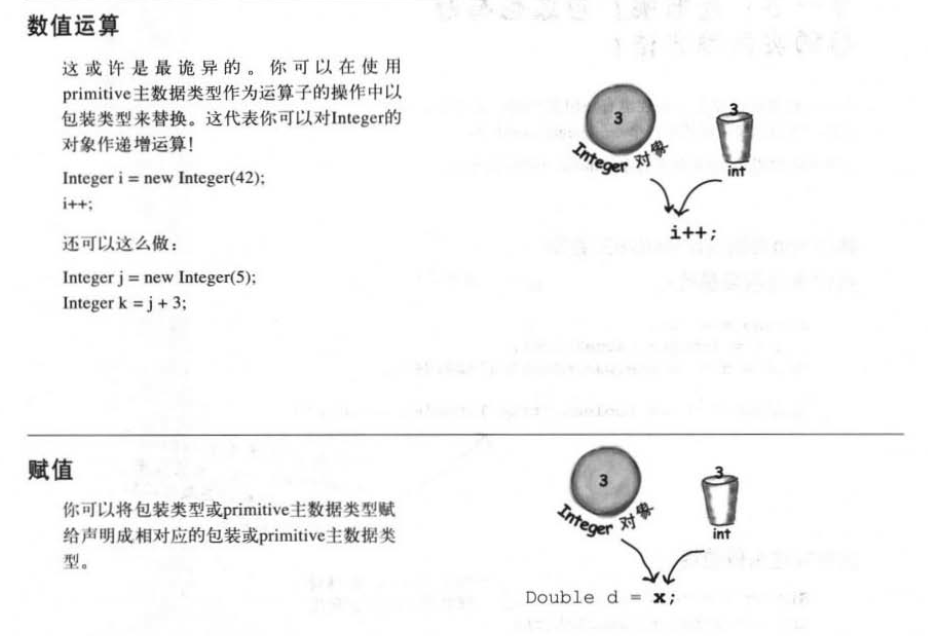 数值运算
这或许是最诡异的。你可以在使用
primitive主数据类型作为运算子的操作中以
包装类型来替换。这代表你可以对Integer的
对象作递增运算！
Integer i = new Integer(42);
i++;
还可以这么做：
Integer j = new Integer(5);
Integer k = j + 3;
3
Integer 对象
3
int
i++;
赋值
你可以将包装类型或primitive主数据类型赋
给声明成相对应的包装或primitive主数据类
型。
3
Integer 对象
3
int
Double d = x;